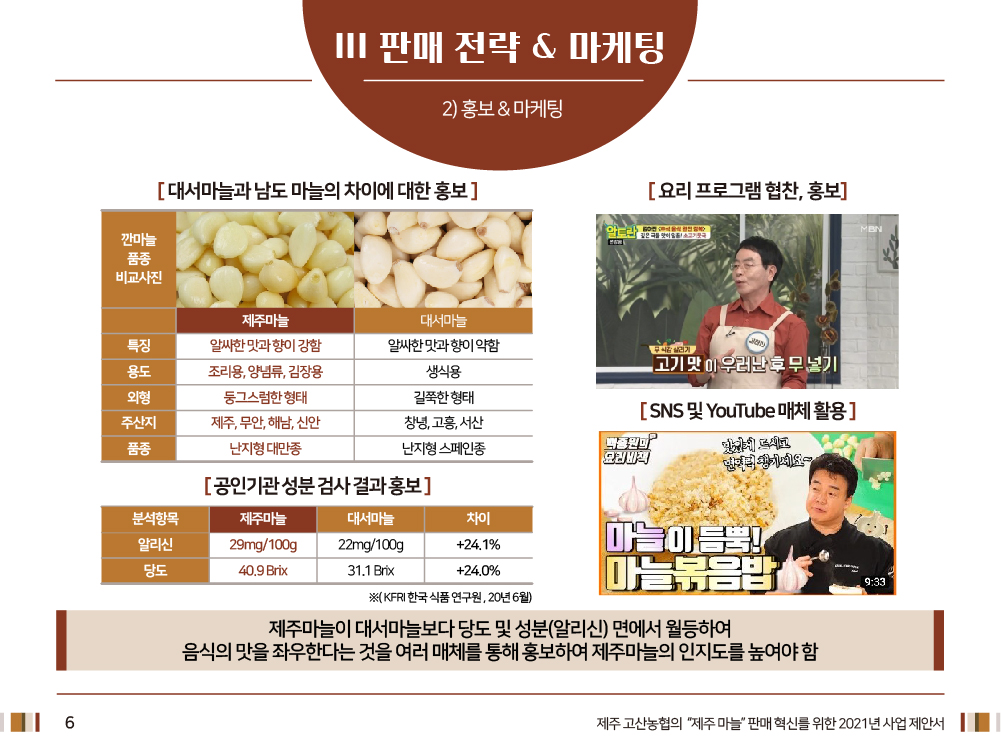 III 판매 전략 & 마케팅
2) 홍보 & 마케팅
[ 대서마늘과 남도 마늘의 차이에 대한 홍보 ]
깐마늘
품종
비교사진
제주마늘 대서마늘
특징 알싸한 맛과 향이 강함 알싸한 맛과 향이 약함
용도 조리용, 양념류, 김장용 생식용
외형 둥그스럼한 형태 길쭉한 형태
주산지 제주, 무안, 해남, 신안 창녕, 고흥, 서산
품종 난지형 대만종 난지형 스페인종
[ 공인기관 성분 검사 결과 홍보 ]
분석항목 제주마늘 대서마늘 차이
알리신 29mg/100g 22mg/100g +24.1%
당도 40.9 Brix 31.1 Brix +24.0%
※( KFRI 한국 식품 연구원 , 20년 6월)
[ 요리 프로그램 협찬, 홍보]
알토란
MBN
무 식감 살리기
고기 맛이 우러난 후 무 넣기
[ SNS 및 YouTube 매체 활용 ]
백종원의
요리비책
맛있게 드시고
면역력 챙기세요~
마늘이 듬뿍!
마늘볶음밥
9:33
제주마늘이 대서마늘보다 당도 및 성분(알리신) 면에서 월등하여
음식의 맛을 좌우한다는 것을 여러 매체를 통해 홍보하여 제주마늘의 인지도를 높여야 함
6
제주 고산농협의 "제주 마늘" 판매 혁신를 위한 2021년 사업 제안서